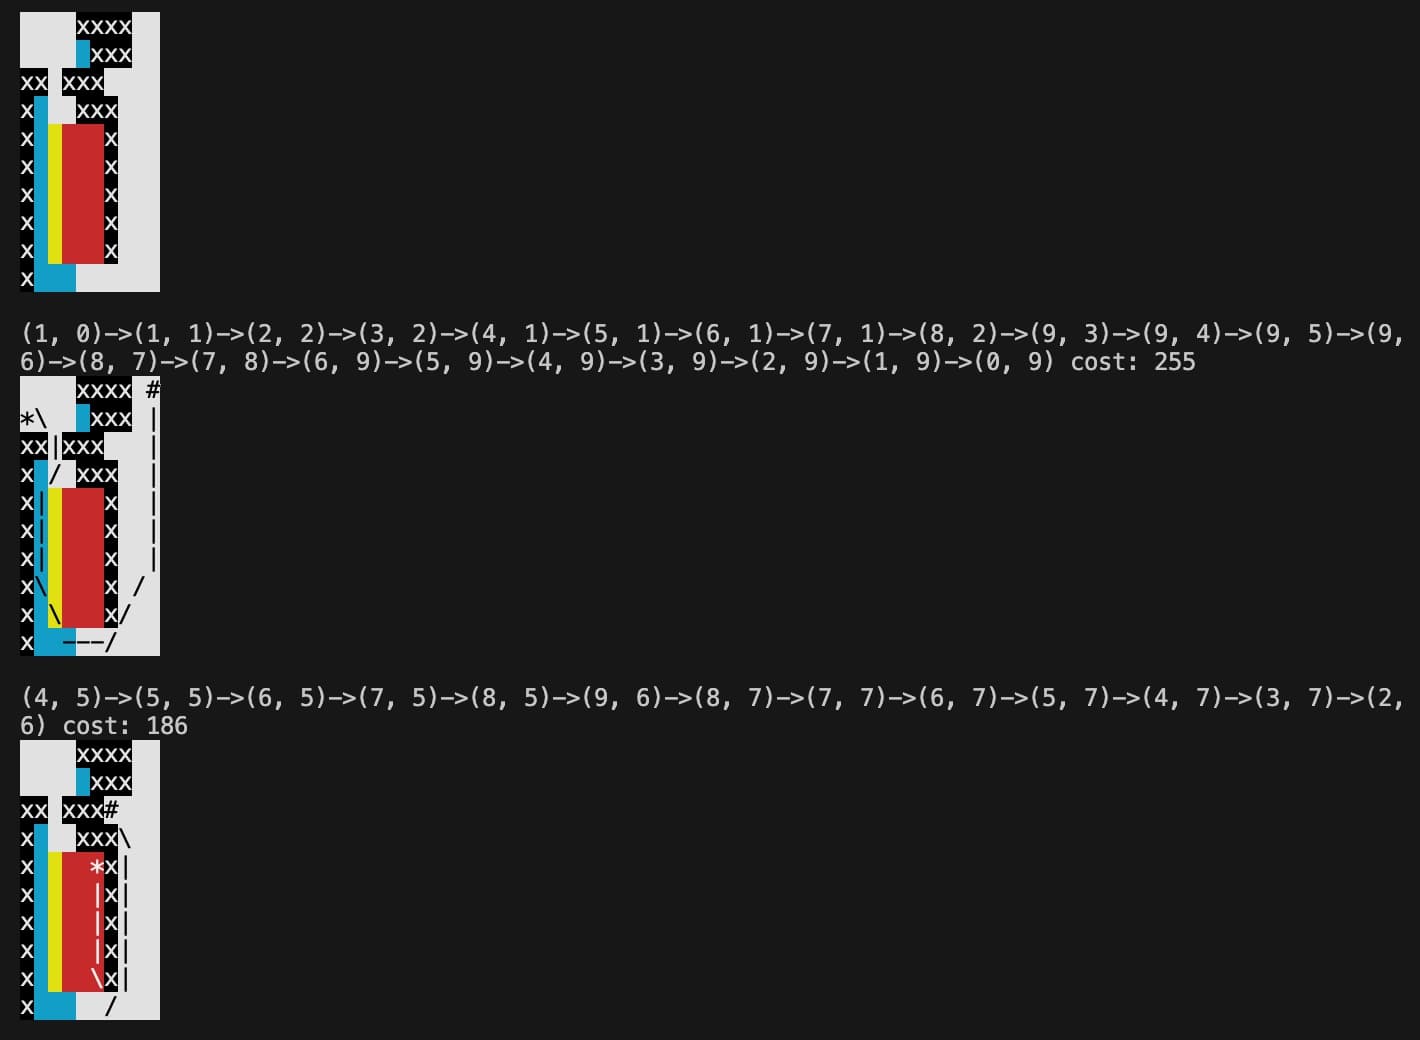 xxxx
xxx
xx xxx
x xxx
x x
x x
x x
x x
x x
x
(1, 0)—>(1, 1)—>(2, 2)—>(3, 2)—>(4, 1)—>(5, 1)—>(6, 1)—>(7, 1)—>(8, 2)—>(9, 3)—>(9, 4)—>(9, 5)—>(9,
6)—>(8, 7)—>(7, 8)—>(6, 9)—>(5, 9)—>(4, 9)—>(3, 9)—>(2, 9)—>(1, 9)—>(0, 9) cost: 255
xxxx #
*\ xxx |
xx|xxx |
x / xxx |
x| x |
x| x |
x| x |
x\ x /
x \ x/
x ---/
(4, 5)—>(5, 5)—>(6, 5)—>(7, 5)—>(8, 5)—>(9, 6)—>(8, 7)—>(7, 7)—>(6, 7)—>(5, 7)—>(4, 7)—>(3, 7)—>(2,
6) cost: 186
xxxx
xxx
xx xxx#
x xxx\
x *x|
x |x|
x |x|
x |x|
x \x|
x /